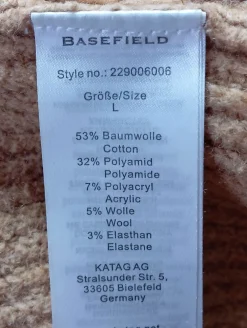 BASEFIELD
Style no.: 229006006
Größe/Size
L
53% Baumwolle
Cotton
32% Polyamid
Polyamide
7% Polyacryl
Acrylic
5% Wolle
Wool
3% Elasthan
Elastane
KATAG AG
Stralsunder Str. 5,
33605 Bielefeld
Germany